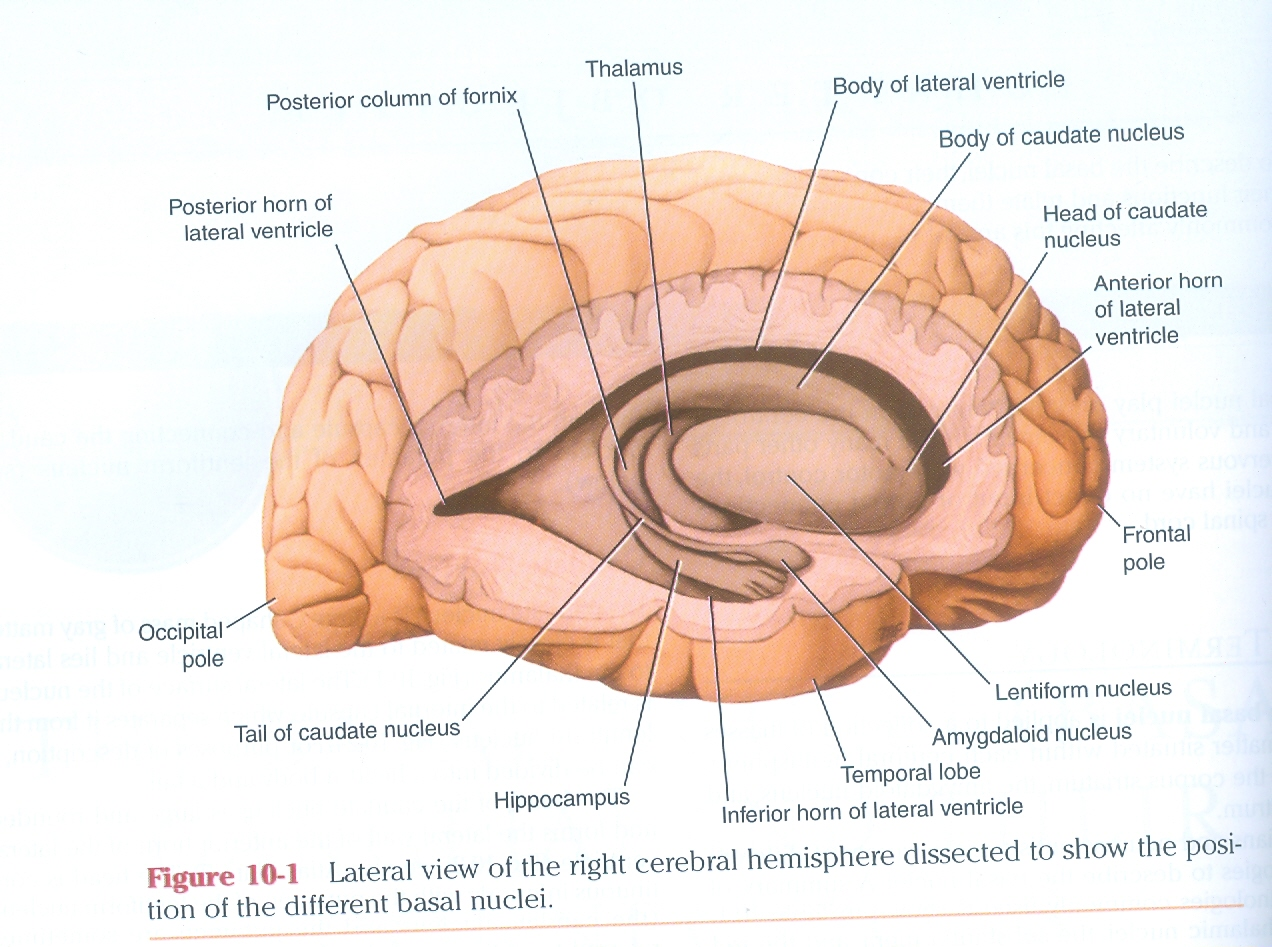 Thalamus
Posterior column of fornix
Body of lateral ventricle
Body of caudate nucleus
Posterior horn of
lateral ventricle
Head of caudate
nucleus
Anterior horn
of lateral
ventricle
Frontal
pole
Occipital
pole
Lentiform nucleus
Tail of caudate nucleus
Amygdaloid nucleus
Temporal lobe
Hippocampus
Inferior horn of lateral ventricle
Figure 10-1 Lateral view of the right cerebral hemisphere dissected to show the posi-
tion of the different basal nuclei.